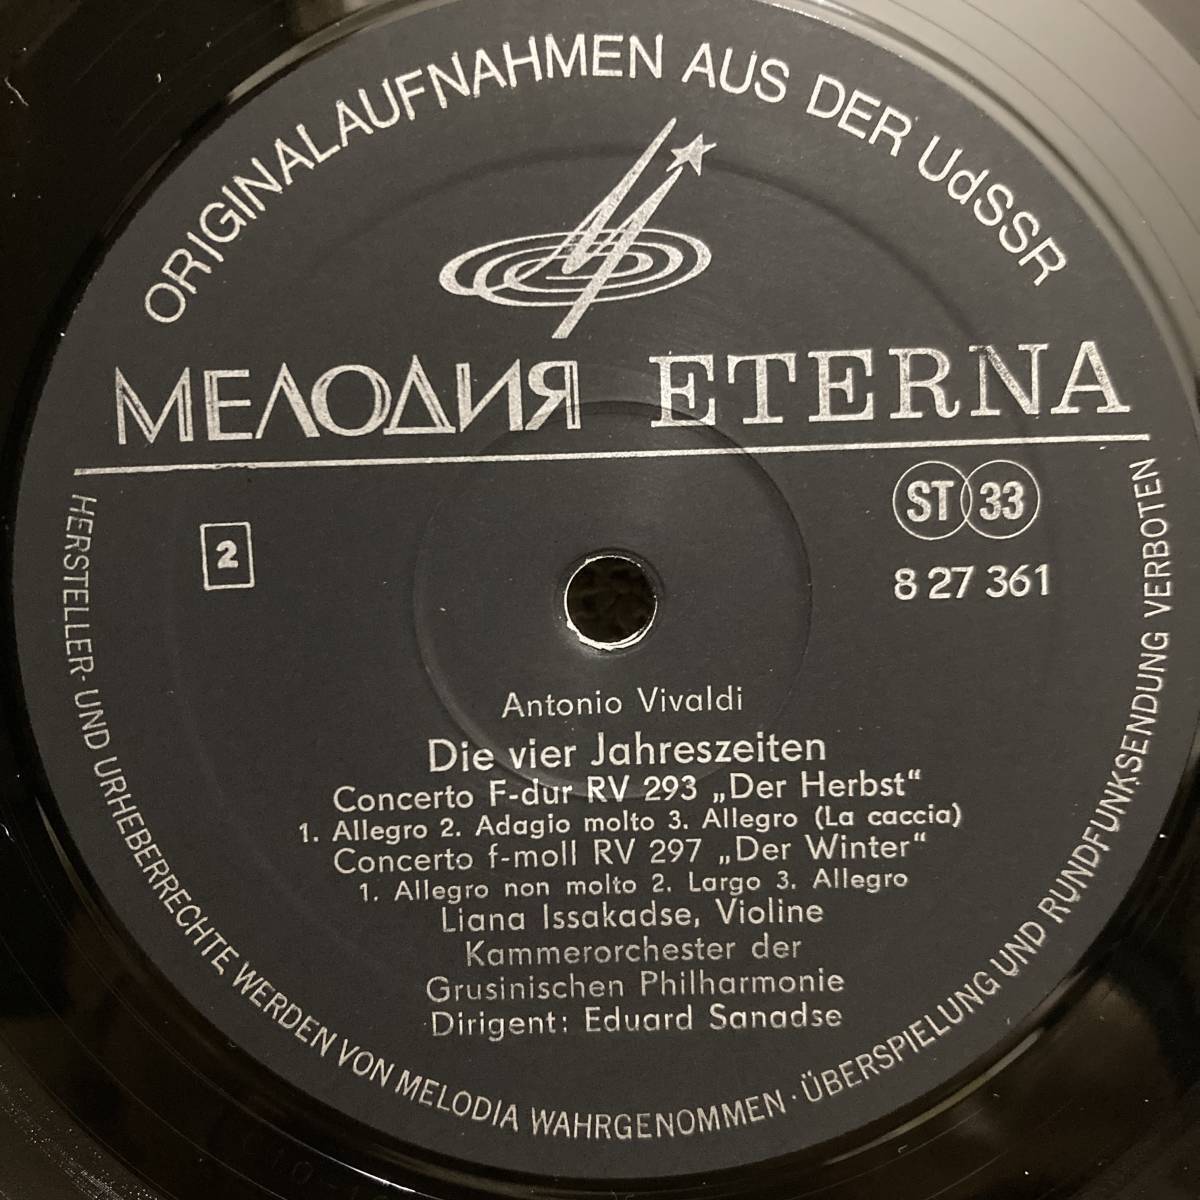 ORIGINALAUFNAHMEN AUS DER UdSSR
МЕЛОДИЯ ETERNA
ST 33
2
8 27 361
Antonio Vivaldi
Die vier Jahreszeiten
Concerto F-dur RV 293 „Der Herbst“
1. Allegro 2. Adagio molto 3. Allegro (La caccia)
Concerto f-moll RV 297 „Der Winter“
1. Allegro non molto 2. Largo 3. Allegro
Liana Issakadse, Violine
Kammerorchester der
Grusinischen Philharmonie
Dirigent: Eduard Sanadse
HERSTELLER- UND URHEBERRECHTE WERDEN VON MELODIA WAHRGENOMMEN · ÜBERSPIELUNG UND RUNDFUNKSENDUNG VERBOTEN